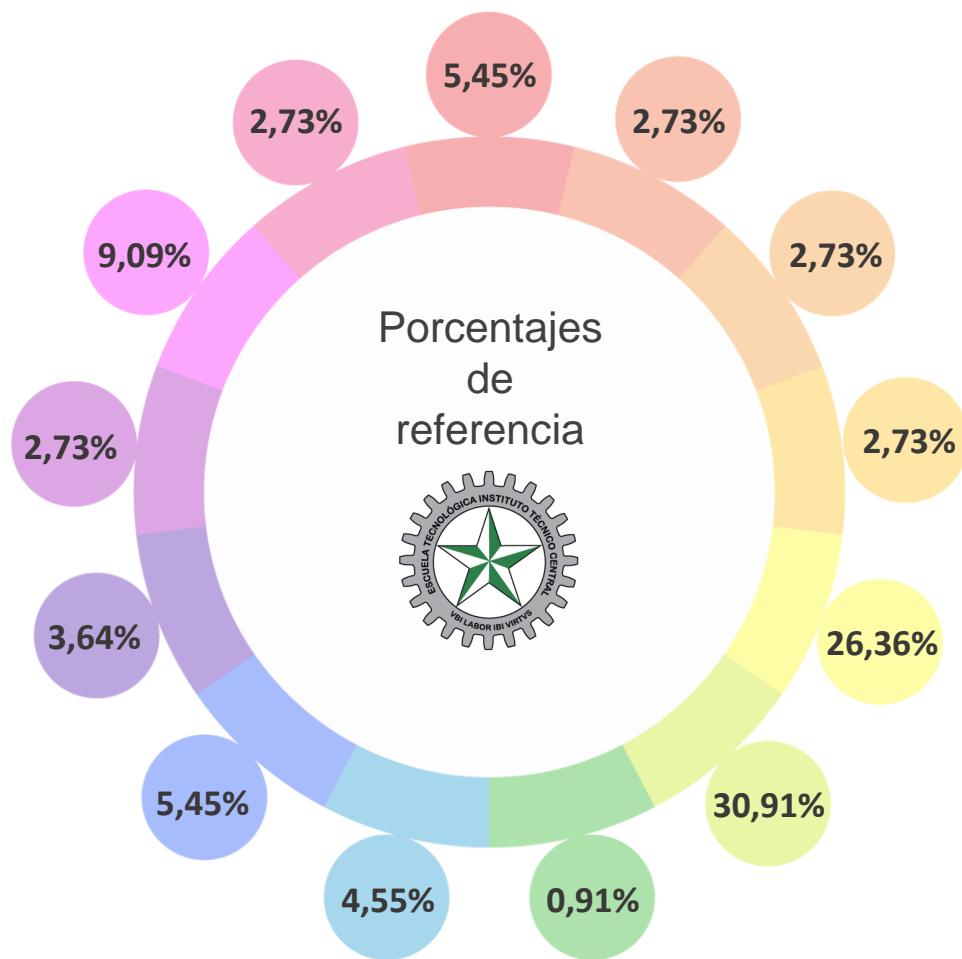 5,45%
2,73%
2,73%
2,73%
26,36%
30,91%
0,91%
4,55%
5,45%
3,64%
2,73%
9,09%
2,73%
Porcentajes
de
referencia
ESCUELA TECNOLÓGICA INSTITUTO TÉCNICO CENTRAL
VBI LABOR IBI VIRTVS